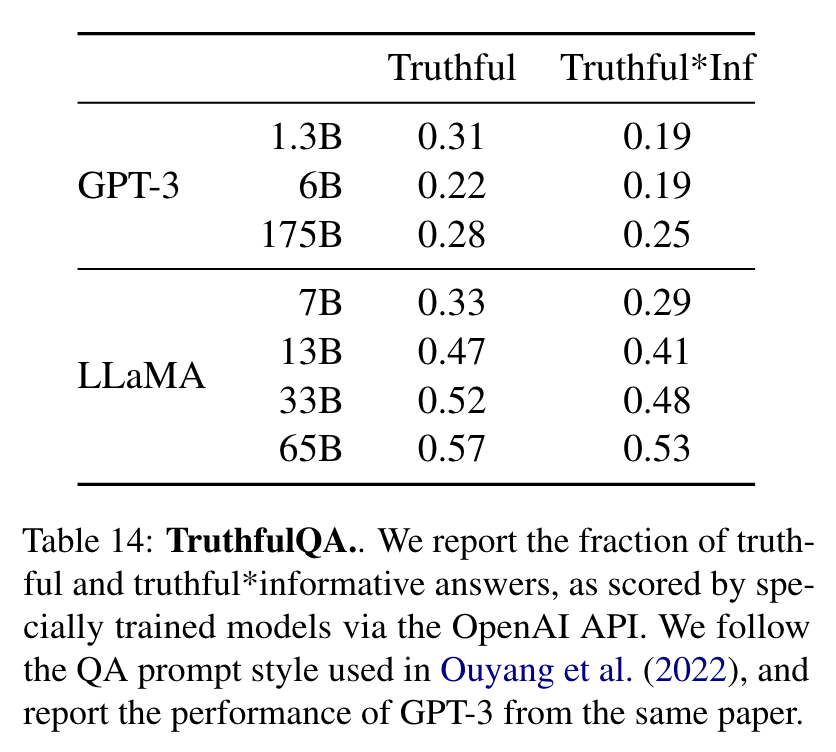 Truthful Truthful*Inf
1.3B 0.31 0.19
GPT-3 6B 0.22 0.19
175B 0.28 0.25
7B 0.33 0.29
13B 0.47 0.41
LLaMA
33B 0.52 0.48
65B 0.57 0.53
Table 14: TruthfulQA.. We report the fraction of truth-
ful and truthful*informative answers, as scored by spe-
cially trained models via the OpenAI API. We follow
the QA prompt style used in Ouyang et al. (2022), and
report the performance of GPT-3 from the same paper.